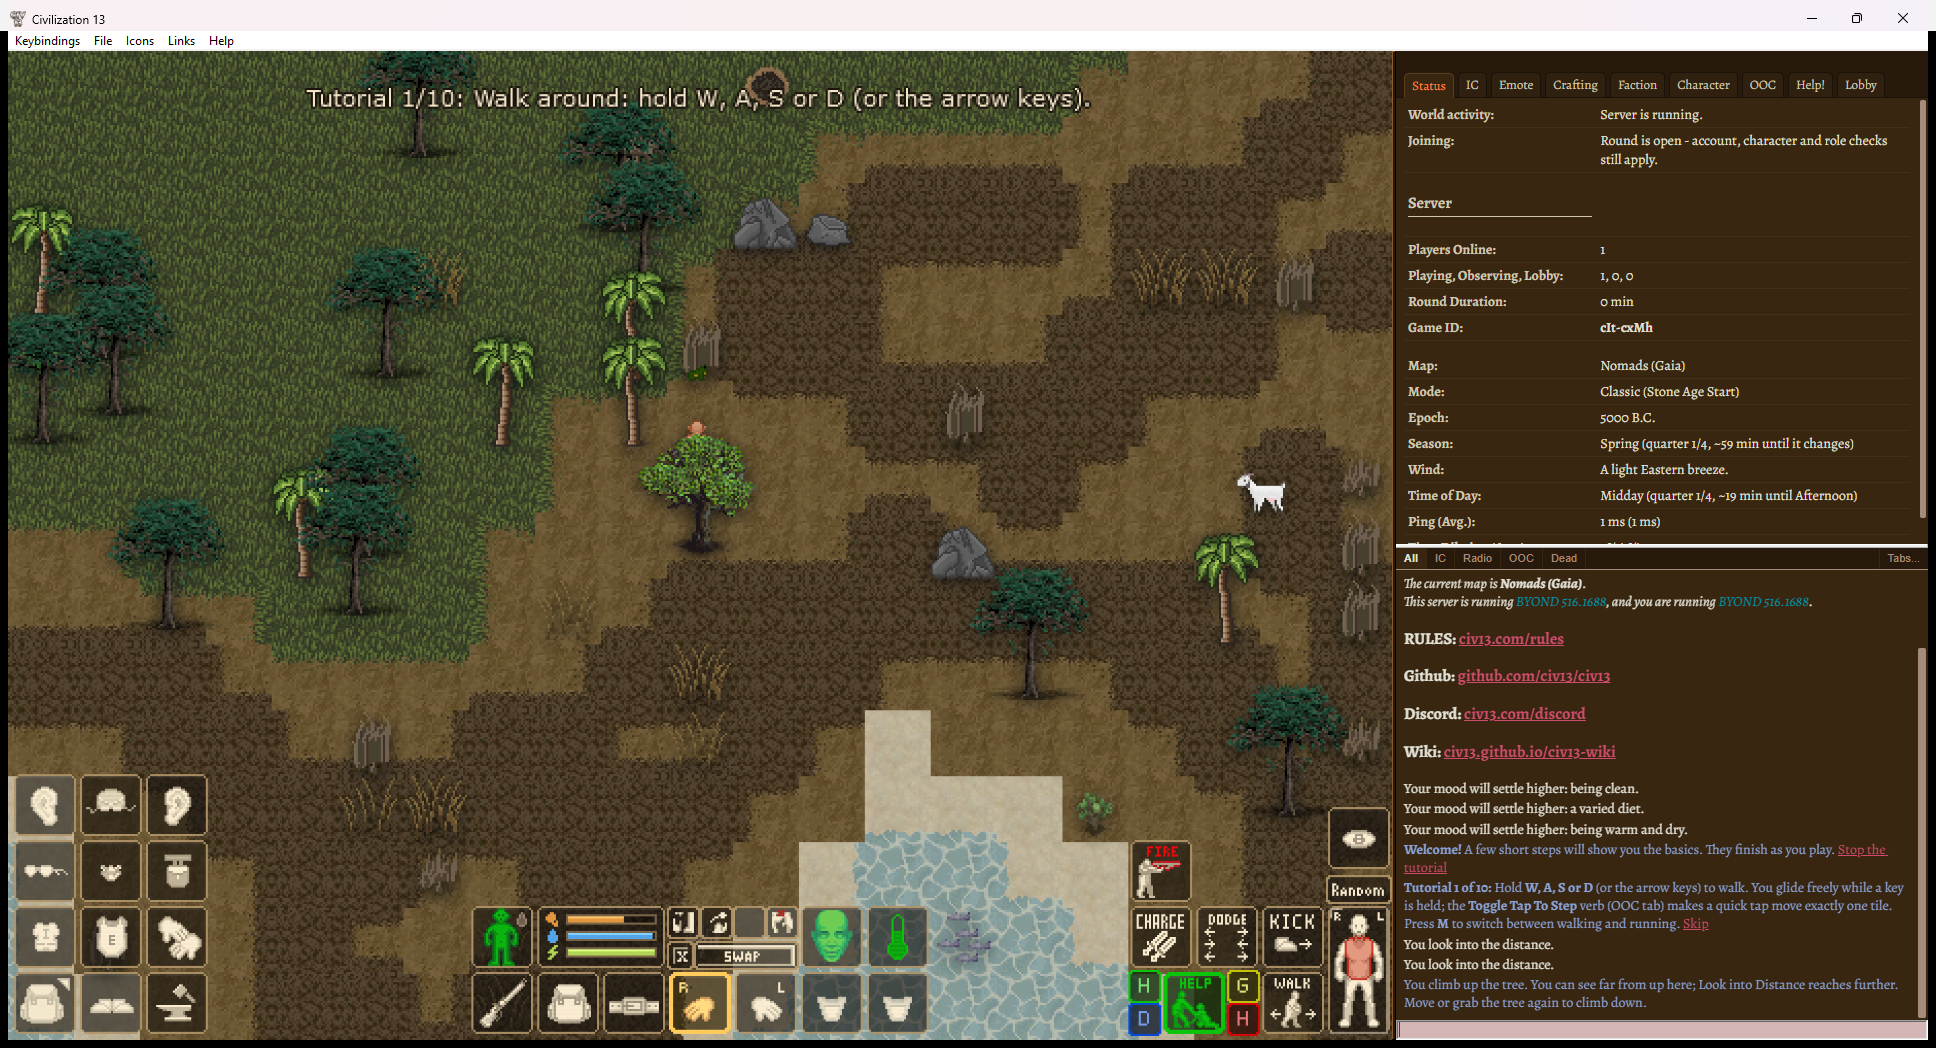 Civilization 13
Keybindings File Icons Links Help
Tutorial 1/10: Walk around: hold W, A, S or D (or the arrow keys).
Status IC Emote Crafting Faction Character OOC Help! Lobby
World activity: Server is running.
Joining: Round is open - account, character and role checks
still apply.
Server
Players Online: 1
Playing, Observing, Lobby: 1, 0, 0
Round Duration: 0 min
Game ID: cIt-cxMh
Map: Nomads (Gaia)
Mode: Classic (Stone Age Start)
Epoch: 5000 B.C.
Season: Spring (quarter 1/4, ~59 min until it changes)
Wind: A light Eastern breeze.
Time of Day: Midday (quarter 1/4, ~19 min until Afternoon)
Ping (Avg.): 1 ms (1 ms)
All IC Radio OOC Dead Tabs...
The current map is Nomads (Gaia).
This server is running BYOND 516.1688, and you are running BYOND 516.1688.
RULES: civ13.com/rules
Github: github.com/civ13/civ13
Discord: civ13.com/discord
Wiki: civ13.github.io/civ13-wiki
Your mood will settle higher: being clean.
Your mood will settle higher: a varied diet.
Your mood will settle higher: being warm and dry.
Welcome! A few short steps will show you the basics. They finish as you play. Stop the
tutorial
Tutorial 1 of 10: Hold W, A, S or D (or the arrow keys) to walk. You glide freely while a key
is held; the Toggle Tap To Step verb (OOC tab) makes a quick tap move exactly one tile.
Press M to switch between walking and running. Skip
You look into the distance.
You look into the distance.
You climb up the tree. You can see far from up here; Look into Distance reaches further.
Move or grab the tree again to climb down.
B
FIRE
RANDOM
E
X SWAP
CHARGE DODGE KICK R L
R L
H HELP G WALK
D H